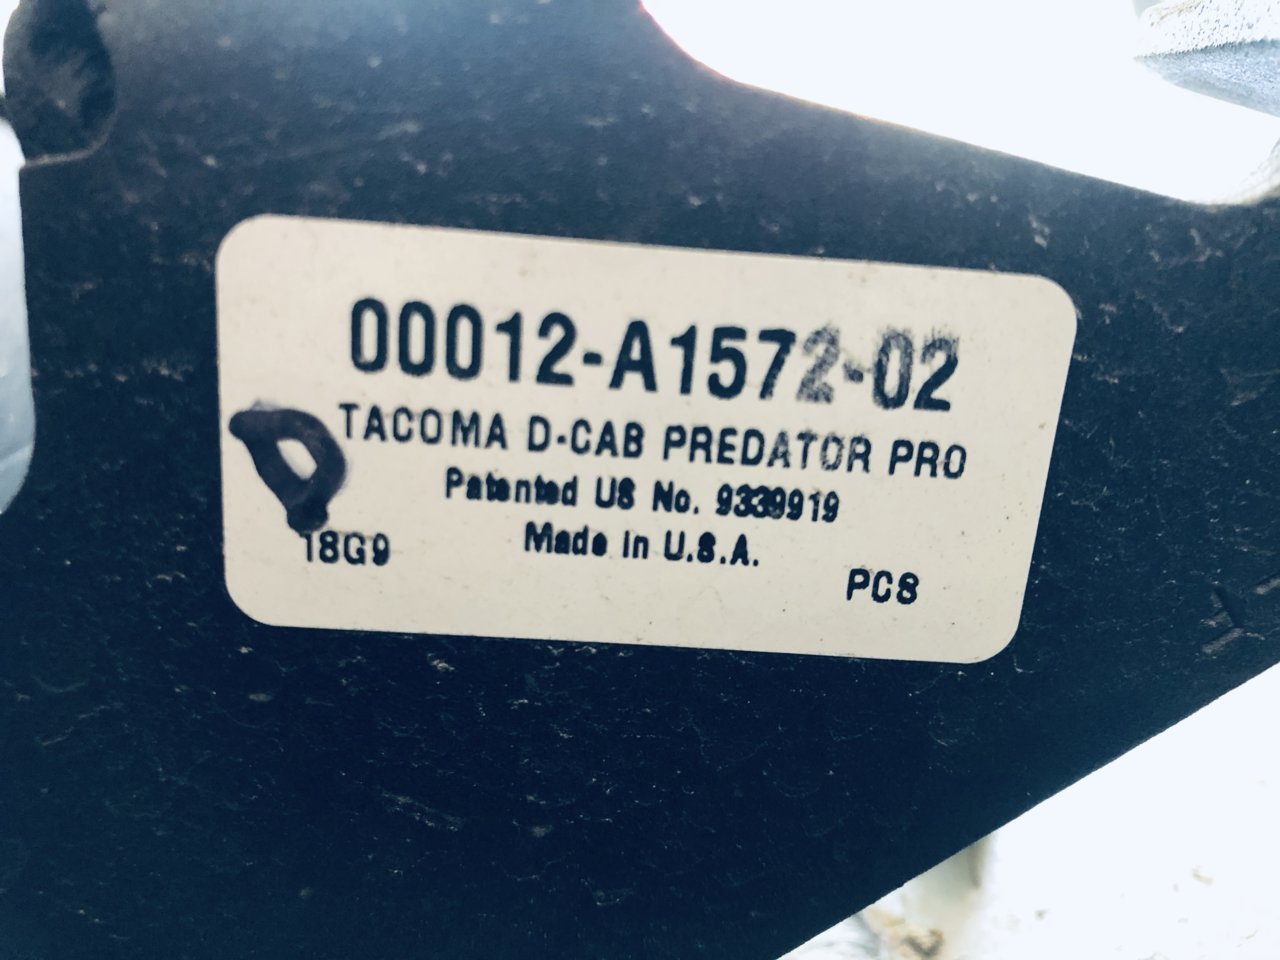 00012-A1572-02
TACOMA D-CAB PREDATOR PRO
Patented US No. 9339919
Made in U.S.A.
D
18G9
PC8